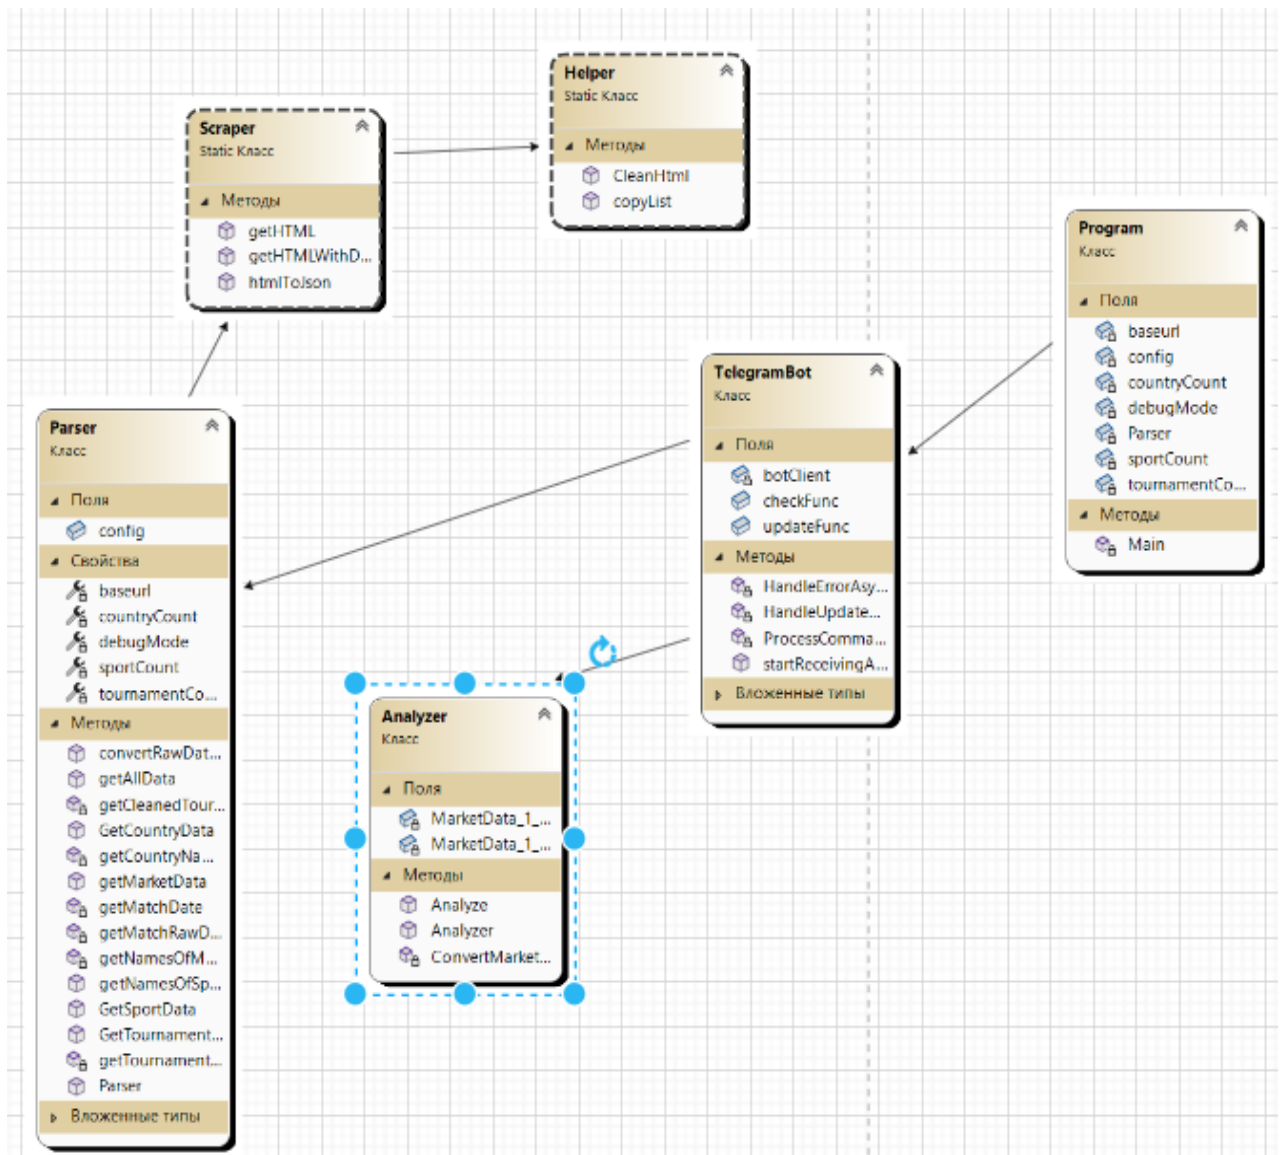 Helper
Static Класс
Методы
CleanHtml
copyList
Scraper
Static Класс
Методы
getHTML
getHTMLWithD...
htmlToJson
Program
Класс
Поля
baseurl
config
countryCount
debugMode
Parser
sportCount
tournamentCo...
Методы
Main
TelegramBot
Класс
Поля
botClient
checkFunc
updateFunc
Методы
HandleErrorAsy...
HandleUpdate...
ProcessComma...
startReceivingA...
Вложенные типы
Parser
Класс
Поля
config
Свойства
baseurl
countryCount
debugMode
sportCount
tournamentCo...
Методы
convertRawDat...
getAllData
getCleanedTour...
GetCountryData
getCountryNa...
getMarketData
getMatchDate
getMatchRawD...
getNamesOfM...
getNamesOfSp...
GetSportData
GetTournament...
getTournament...
Parser
Вложенные типы
Analyzer
Класс
Поля
MarketData_1_...
MarketData_1_...
Методы
Analyze
Analyzer
ConvertMarket...